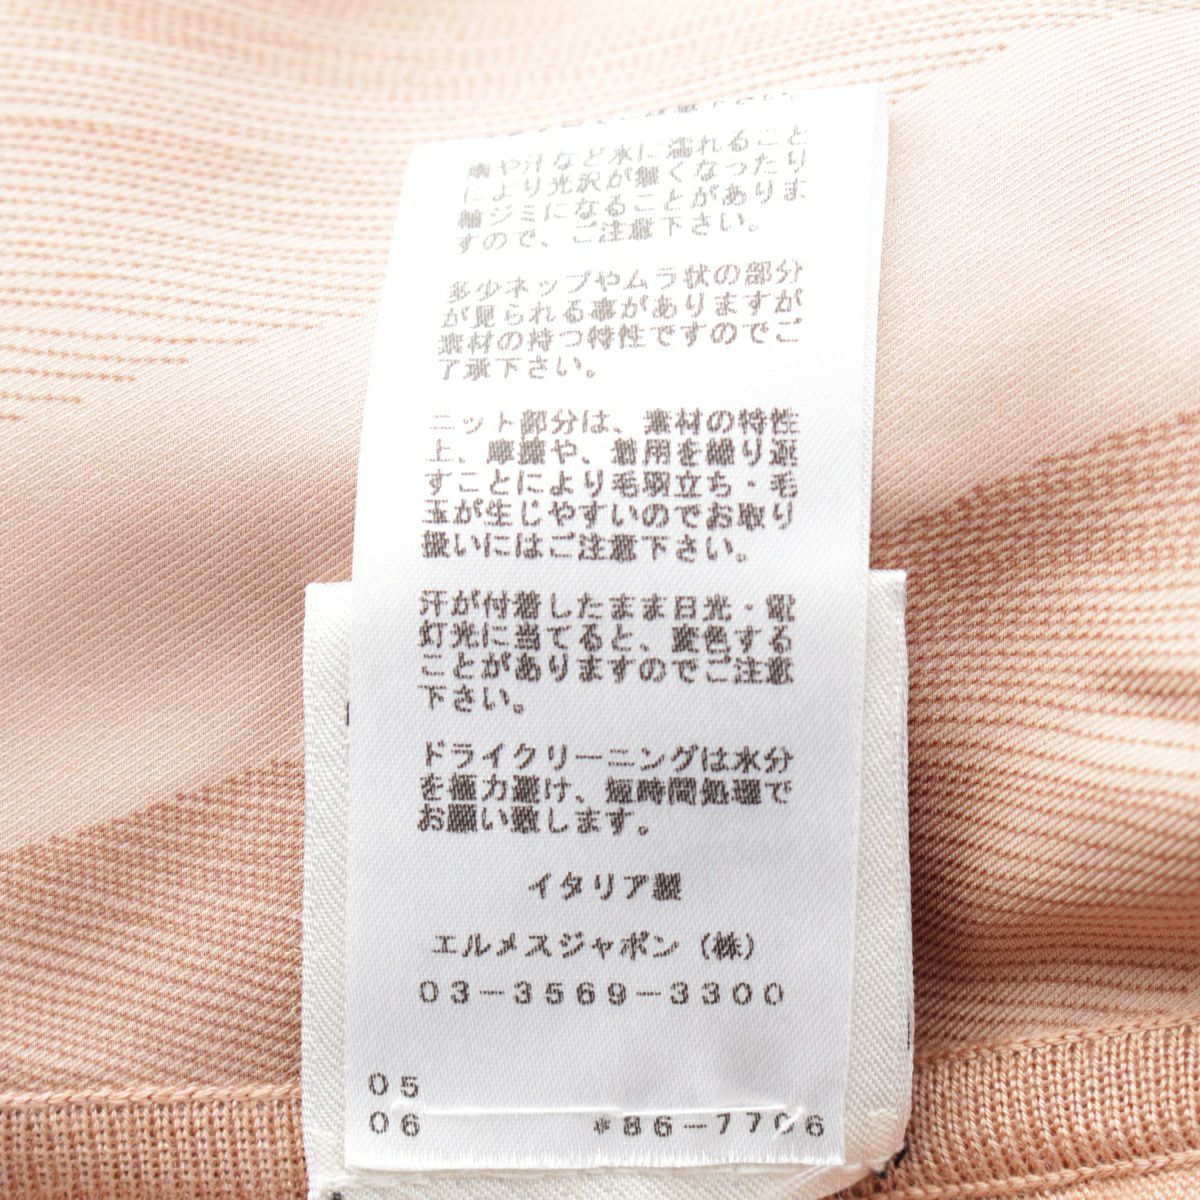 や汗など水に濡れること
により光沢が無くなったり
輪ジミになることがありま
すので、ご注意下さい。
多少ネップやムラ状の部分
が見られる事がありますが
素材の持つ特性ですのでご
了承下さい。
ニット部分は、素材の特性
上、摩擦や、着用を繰り返
すことにより毛羽立ち・毛
玉が生じやすいのでお取り
扱いにはご注意下さい。
汗が付着したまま日光・電
灯光に当てると、変色する
ことがありますのでご注意
下さい。
ドライクリーニングは水分
を極力避け、短時間処理で
お願い致します。
イタリア製
エルメスジャポン（株）
03-3569-3300
05
06 *86-7706